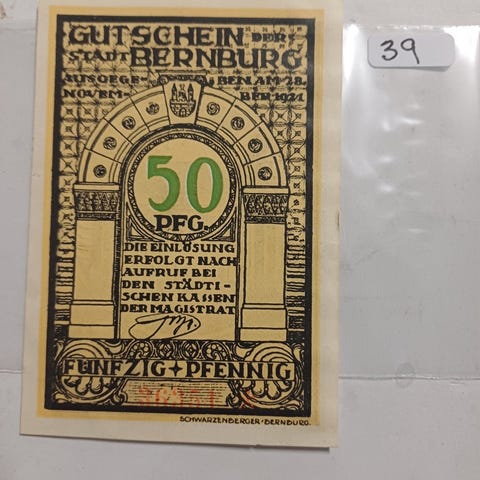 GUTSCHEIN DER
STADT BERNBURG
AUSGEGE- BEN AM 28.
NOVEM- BER 1921
50
PFG.
DIE EINLÖSUNG
ERFOLGT NACH
AUFRUF BEI
DEN STÄDTI-
SCHEN KASSEN
DER MAGISTRAT
FÜNFZIG + PFENNIG
SCHWARZENBERGER · BERNBURG.
39